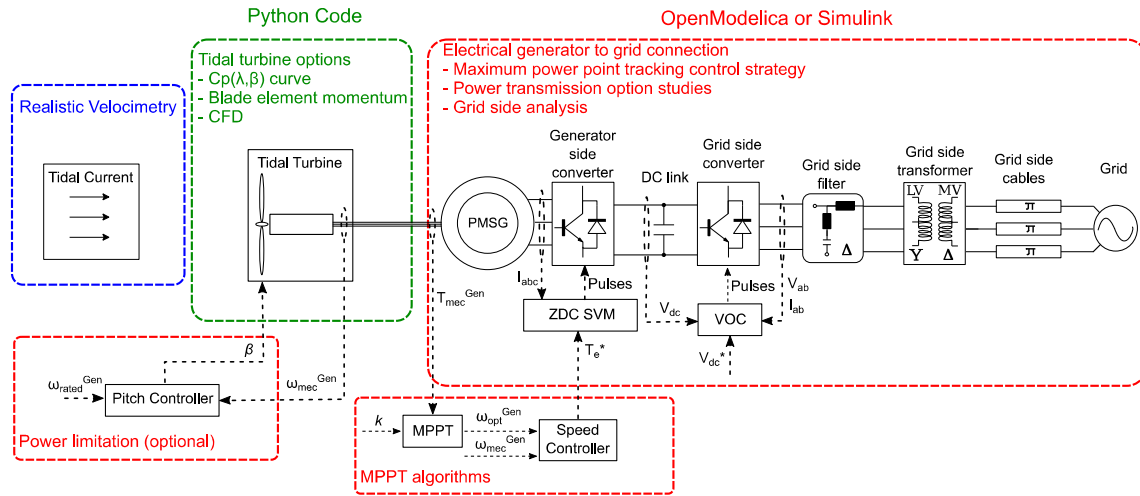 Python Code
OpenModelica or Simulink
Realistic Velocimetry
Tidal Current
Tidal turbine options
- Cp(λ,β) curve
- Blade element momentum
- CFD
Tidal Turbine
Electrical generator to grid connection
- Maximum power point tracking control strategy
- Power transmission option studies
- Grid side analysis
PMSG
Generator
side
converter
DC link
Grid side
converter
Grid side
filter
Δ
Grid side
transformer
LV MV
Y Δ
Grid side
cables
π
π
π
Grid
T_mec^Gen
I_abc
Pulses
ZDC SVM
T_e*
V_dc
Pulses
VOC
V_ab
I_ab
V_dc*
β
ω_rated^Gen
Pitch Controller
ω_mec^Gen
Power limitation (optional)
k
MPPT
ω_opt^Gen
ω_mec^Gen
Speed
Controller
MPPT algorithms